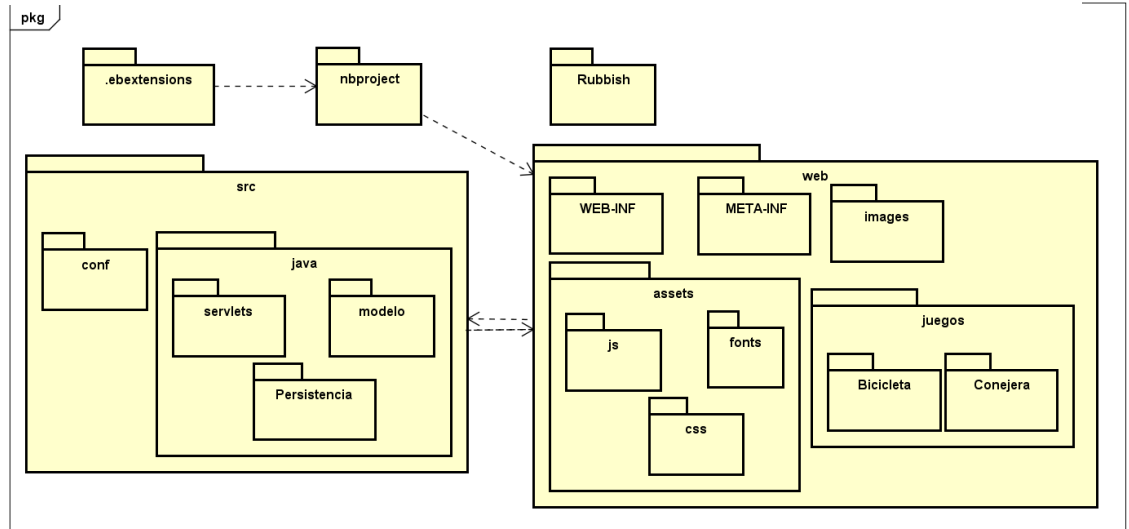 pkg
.ebextensions
nbproject
Rubbish
src
conf
java
servlets
modelo
Persistencia
web
WEB-INF
META-INF
images
assets
js
fonts
css
juegos
Bicicleta
Conejera